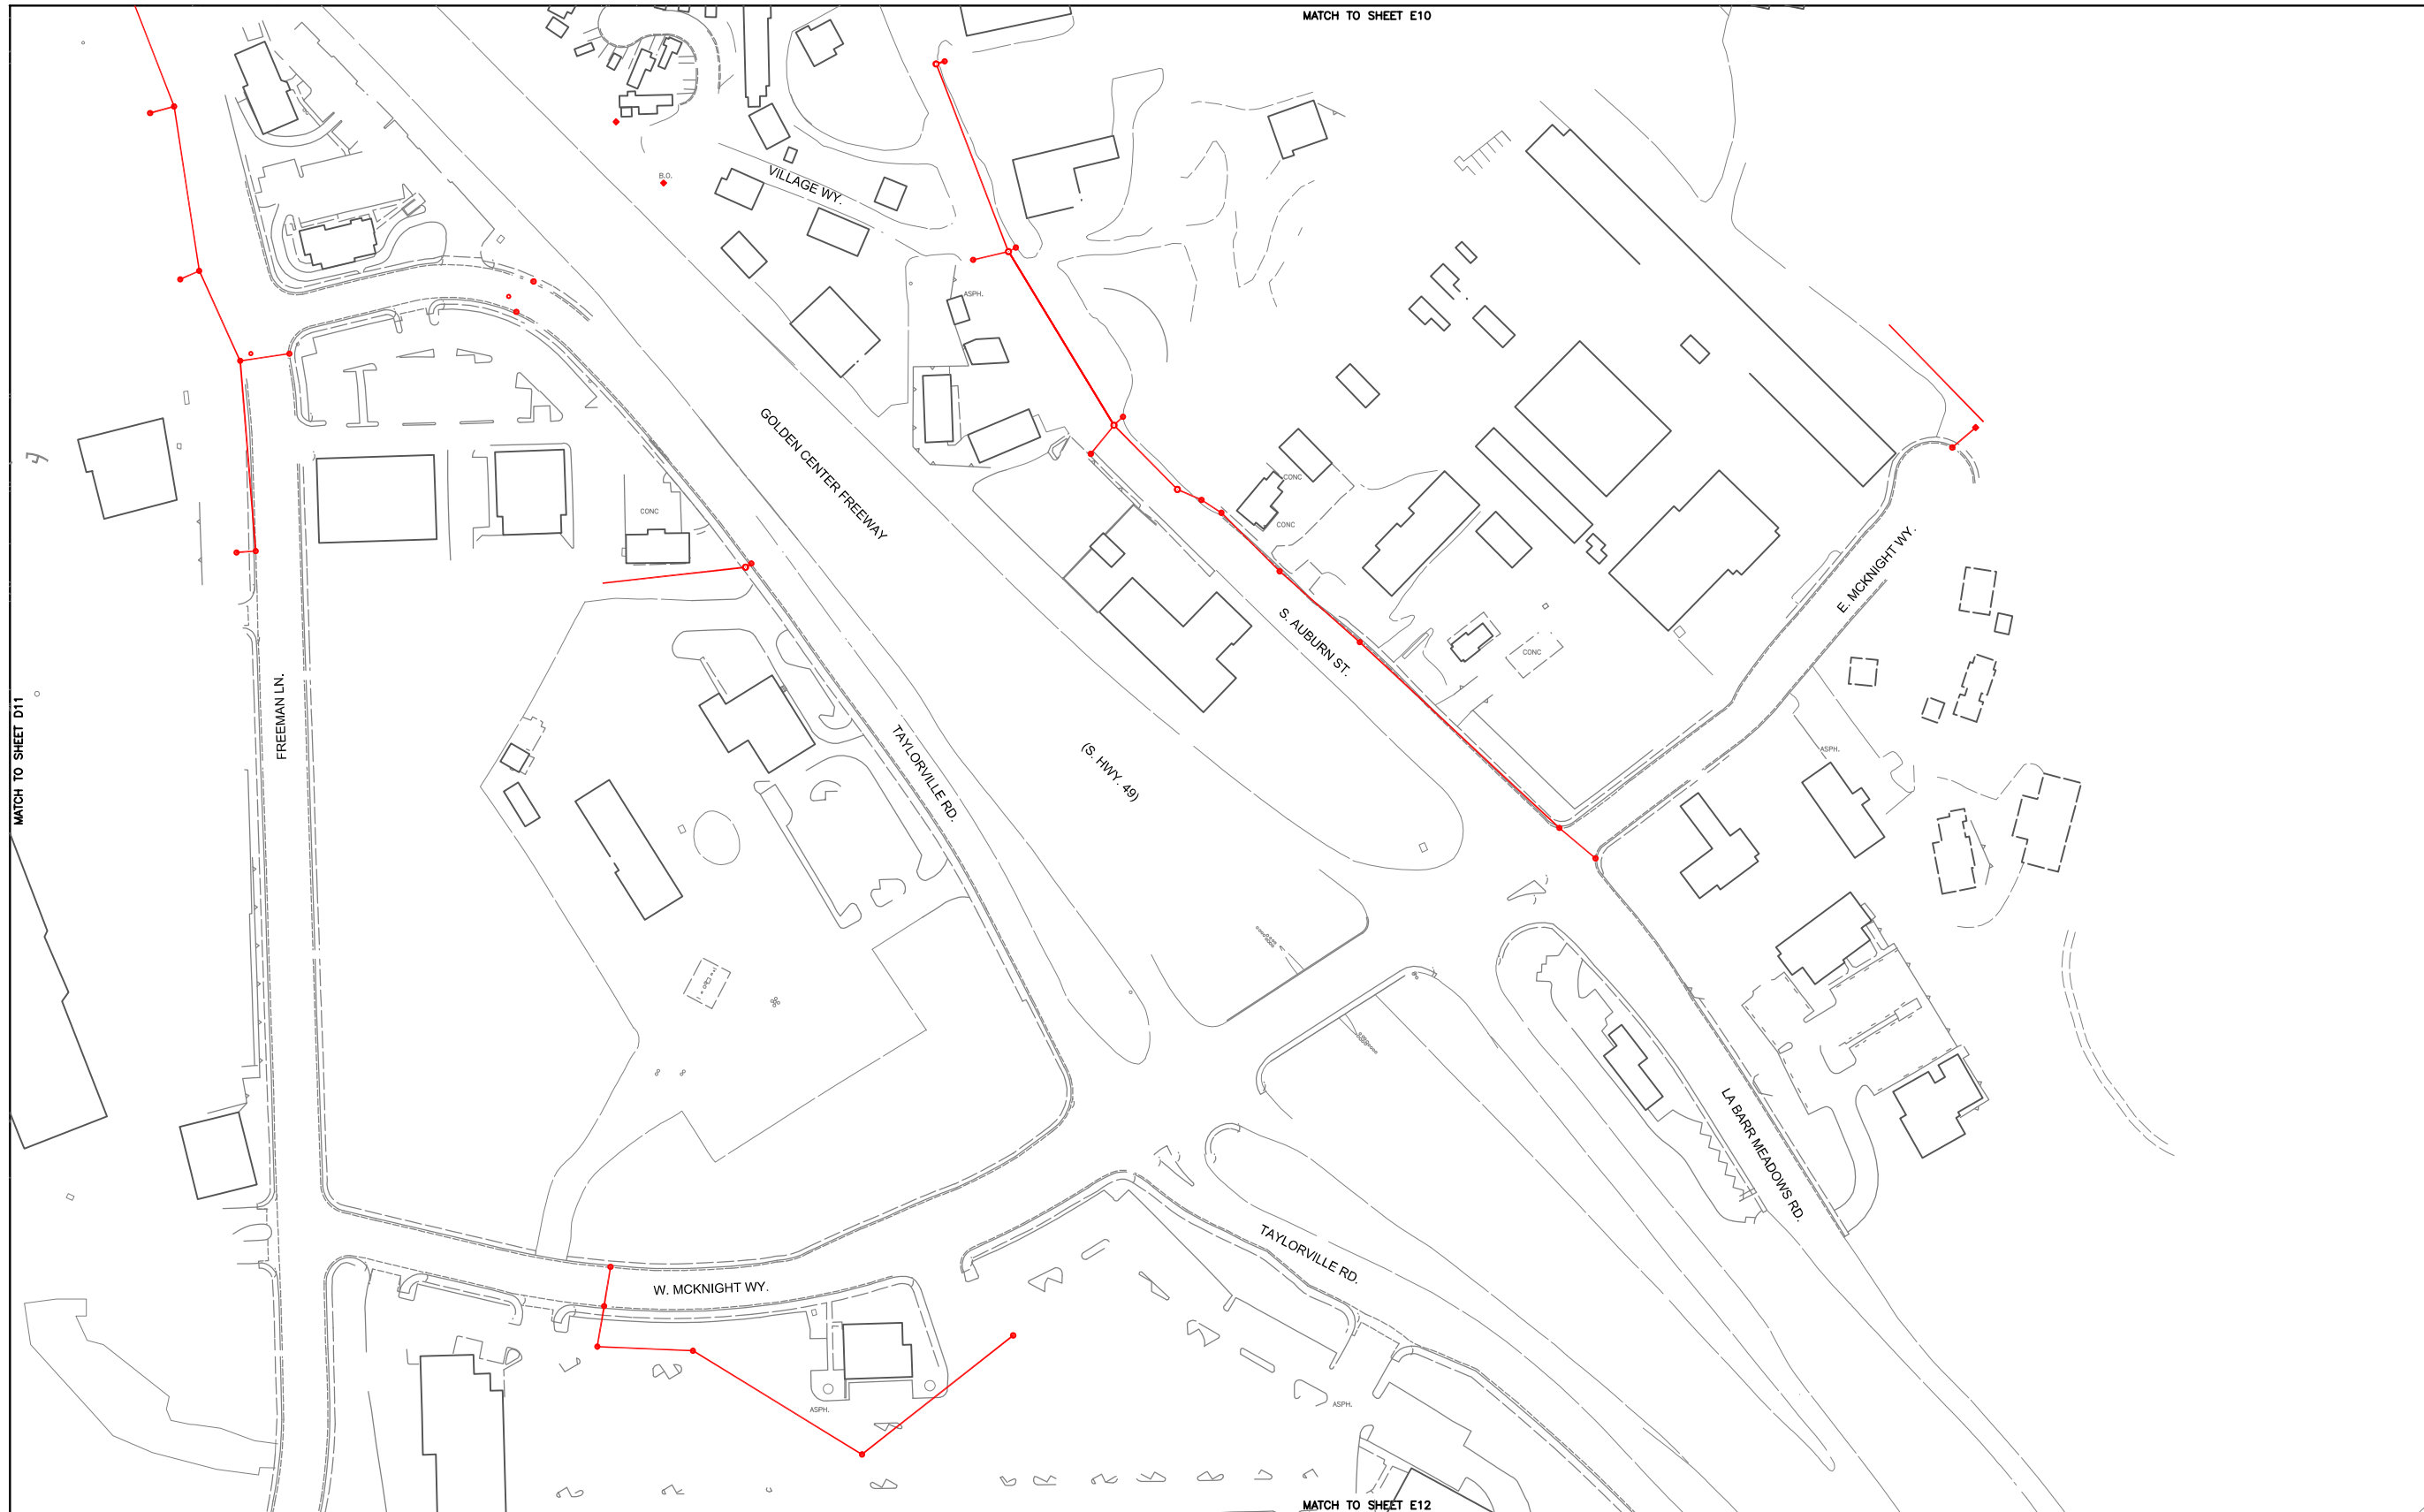 MATCH TO SHEET E10
B.O.
VILLAGE WY.
ASPH.
GOLDEN CENTER FREEWAY
CONC
CONC
CONC
E. MCKNIGHT WY.
S. AUBURN ST.
CONC
FREEMAN LN.
MATCH TO SHEET D11
TAYLORVILLE RD.
(S. HWY. 49)
ASPH.
LA BARR MEADOWS RD.
TAYLORVILLE RD.
W. MCKNIGHT WY.
ASPH.
ASPH.
MATCH TO SHEET E12